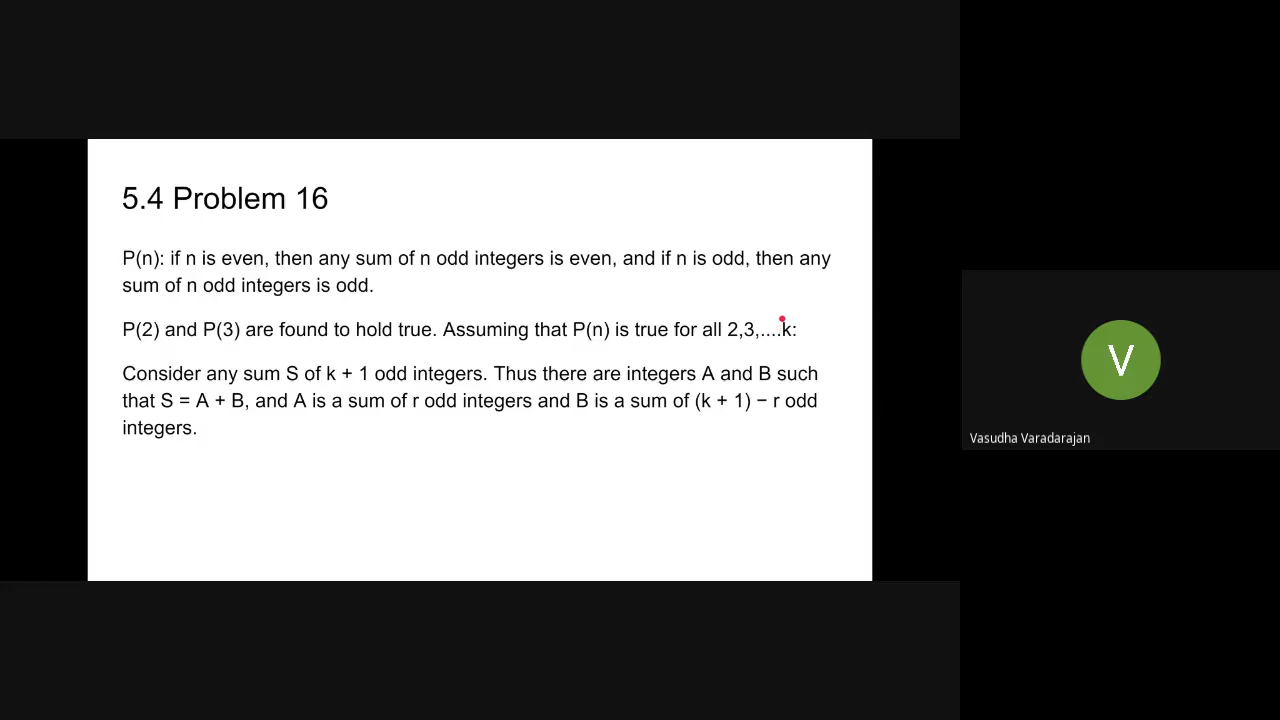 5.4 Problem 16
P(n): if n is even, then any sum of n odd integers is even, and if n is odd, then any
sum of n odd integers is odd.
P(2) and P(3) are found to hold true. Assuming that P(n) is true for all 2,3,....k:
Consider any sum S of k + 1 odd integers. Thus there are integers A and B such
that S = A + B, and A is a sum of r odd integers and B is a sum of (k + 1) − r odd
integers.
V
Vasudha Varadarajan